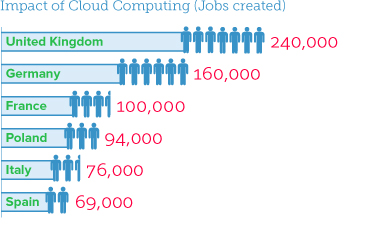 Impact of Cloud Computing (Jobs created)
United Kingdom 240,000
Germany 160,000
France 100,000
Poland 94,000
Italy 76,000
Spain 69,000